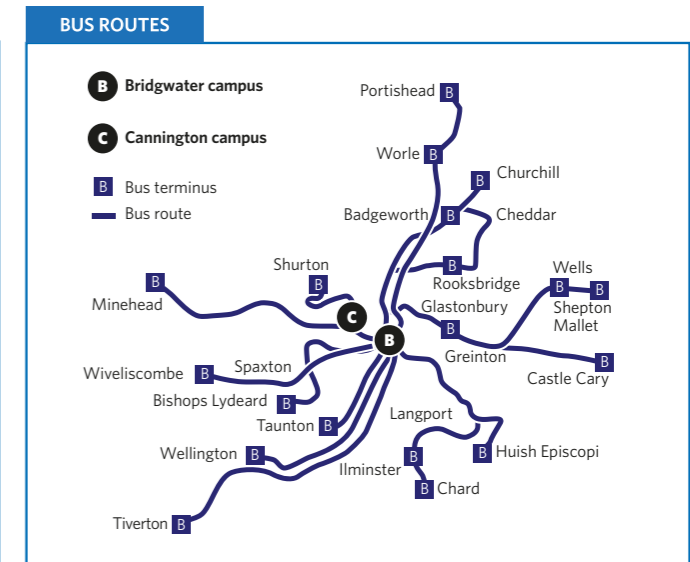 BUS ROUTES
B Bridgwater campus
C Cannington campus
B Bus terminus
Bus route
Portishead B
Worle B
B Churchill
Badgeworth B Cheddar
Shurton
B
B
Rooksbridge
Wells
B B
Minehead
B
Glastonbury
B
Shepton
Mallet
C
B
Greinton
B
Castle Cary
Wiveliscombe B Spaxton
Bishops Lydeard B
Langport
Taunton B
Wellington B
Ilminster B
B Huish Episcopi
B Chard
Tiverton B